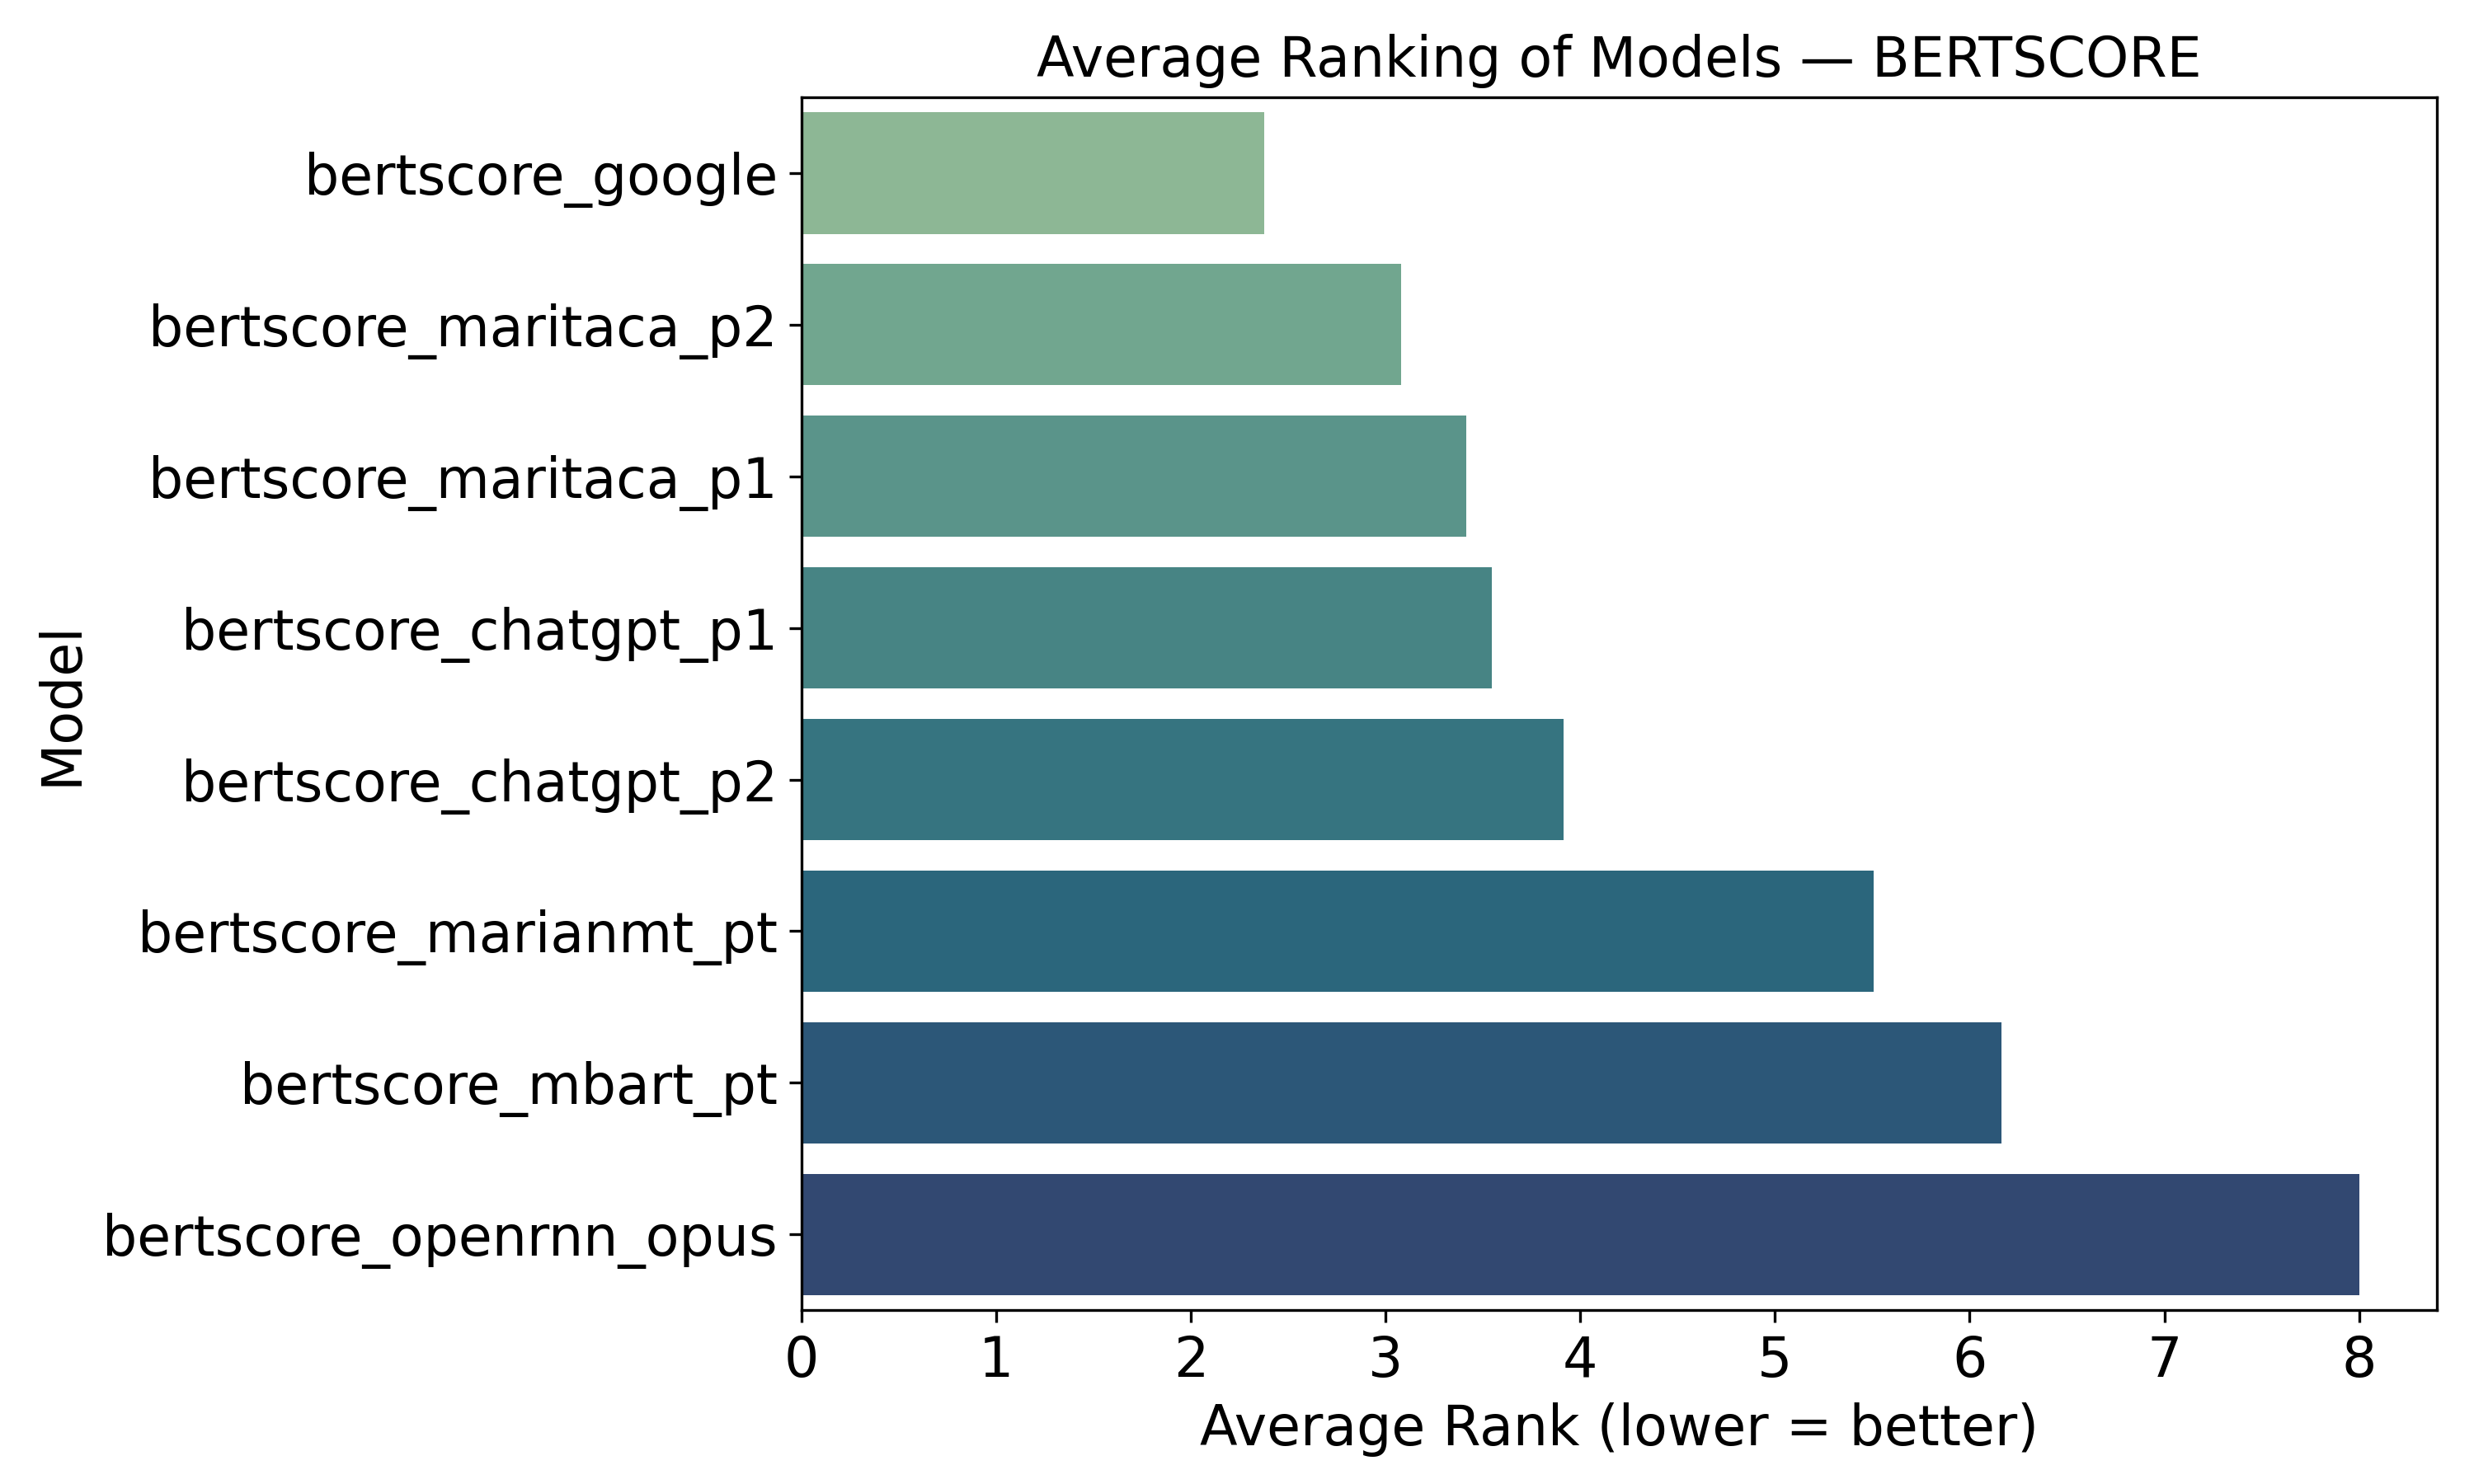 Average Ranking of Models — BERTSCORE
bertscore_google
bertscore_maritaca_p2
bertscore_maritaca_p1
bertscore_chatgpt_p1
bertscore_chatgpt_p2
bertscore_marianmt_pt
bertscore_mbart_pt
bertscore_openrnn_opus
Model
0 1 2 3 4 5 6 7 8
Average Rank (lower = better)